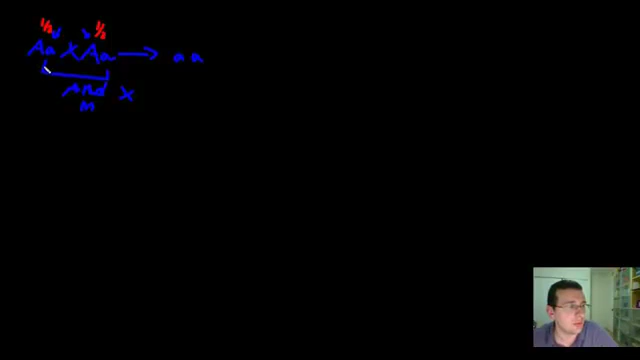 1/2 1/2
Aa X Aa → aa
And X
m